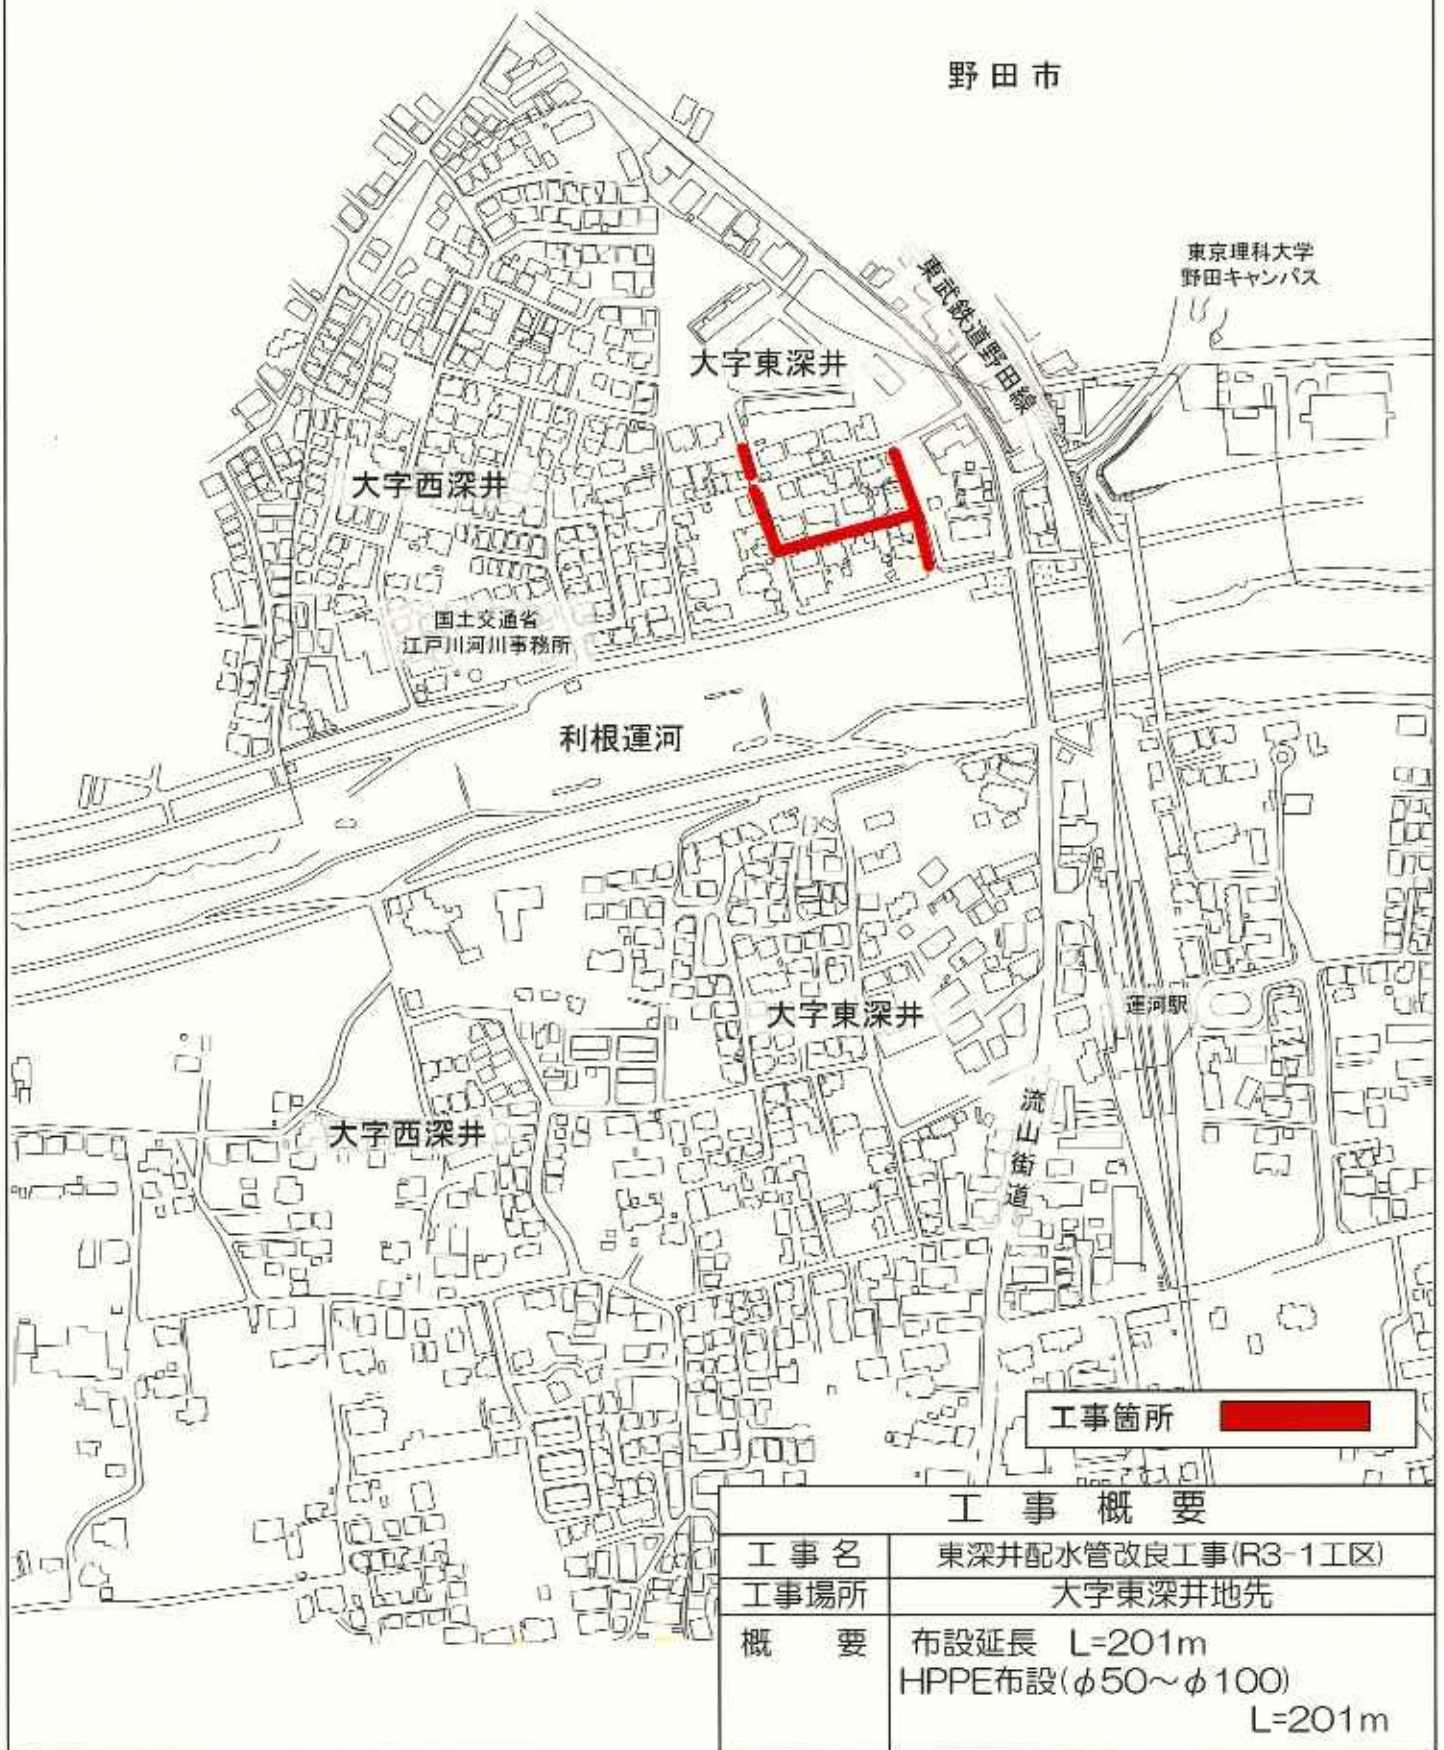 野田市
東京理科大学
野田キャンパス
東武鉄道野田線
大字東深井
大字西深井
国土交通省
江戸川河川事務所
利根運河
大字東深井
運河駅
大字西深井
流山街道
工事箇所
工事概要
工事名 東深井配水管改良工事(R3-1工区)
工事場所 大字東深井地先
概要 布設延長 L=201m
HPPE布設(φ50～φ100)
L=201m